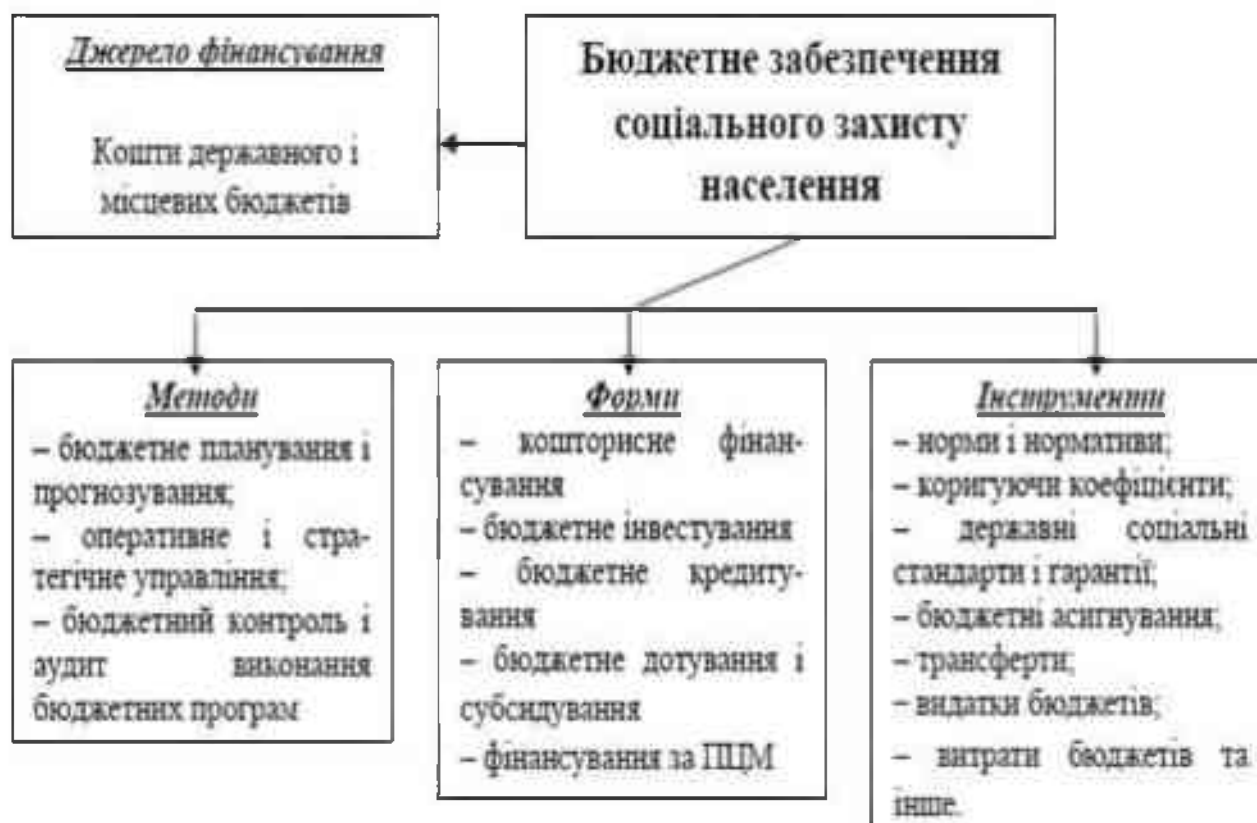 Джерело фінансування
Кошти державного і
місцевих бюджетів
Бюджетне забезпечення
соціального захисту
населення
Методи
– бюджетне планування і
прогнозування;
– оперативне і стра-
тегічне управління;
– бюджетний контроль і
аудит виконання
бюджетних програм
Форми
– кошторисне фінан-
сування
– бюджетне інвестування
– бюджетне кредиту-
вання
– бюджетне дотування і
субсидування
– фінансування за ПЦМ
Інструменти
– норми і нормативи;
– коригуючи коефіцієнти;
– державні соціальні
стандарти і гарантії;
– бюджетні асигнування;
– трансферти;
– видатки бюджетів;
– витрати бюджетів та
інше.